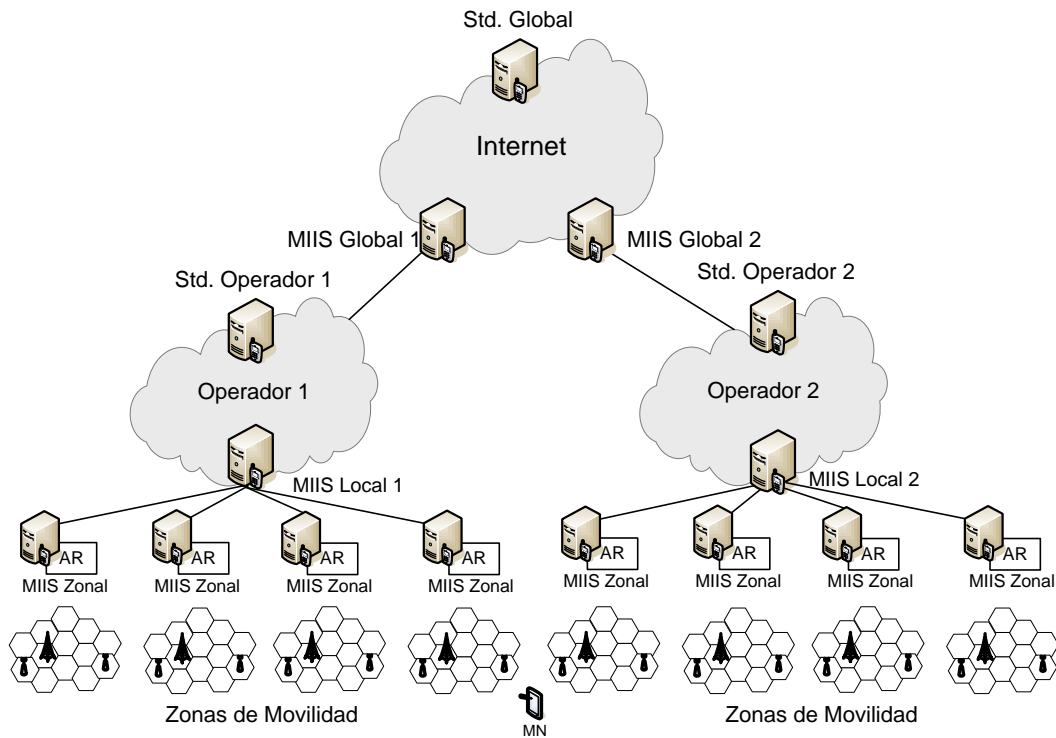 Std. Global
Internet
MIIS Global 1
MIIS Global 2
Std. Operador 1
Std. Operador 2
Operador 1
Operador 2
MIIS Local 1
MIIS Local 2
AR
AR
AR
AR
AR
AR
AR
AR
MIIS Zonal
MIIS Zonal
MIIS Zonal
MIIS Zonal
MIIS Zonal
MIIS Zonal
MIIS Zonal
MIIS Zonal
Zonas de Movilidad
Zonas de Movilidad
MN